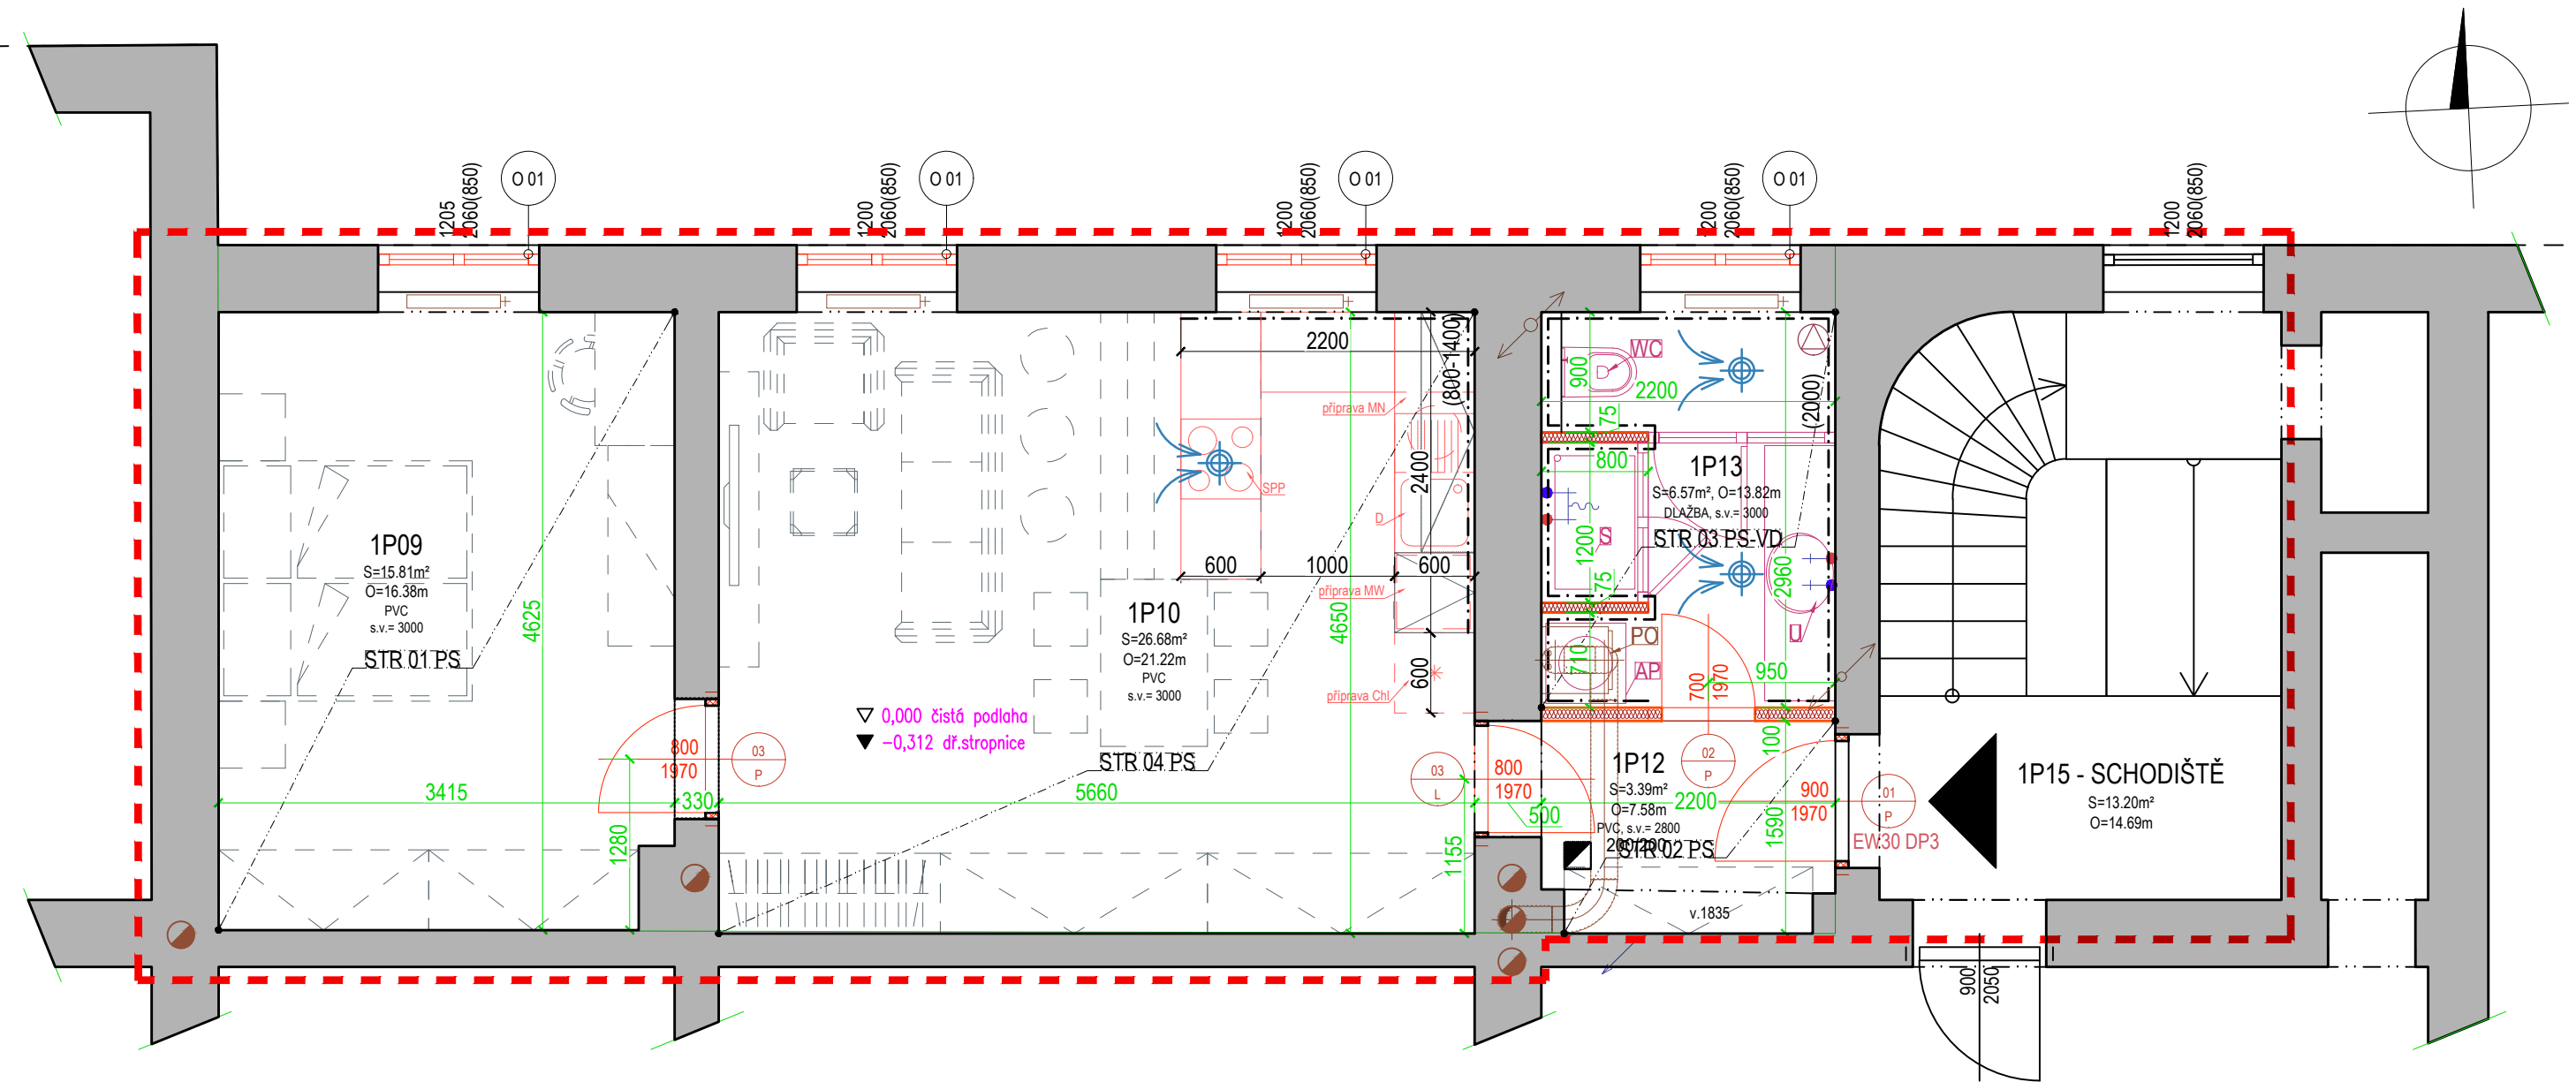 O 01
O 01
O 01
O 01
1205
2060(850)
1200
2060(850)
1200
2060(850)
1200
2060(850)
1200
2060(850)
1P09
S=15.81m²
O=16.38m
PVC
s.v.= 3000
STR 01 PS
4625
3415
330
1280
800
1970
03
P
0,000 čistá podlaha
-0,312 dř.stropnice
1P10
S=26.68m²
O=21.22m
PVC
s.v.= 3000
STR 04 PS
5660
4650
1155
2200
(800-1400)
2400
příprava MN
SPP
D
600
1000
600
příprava MW
600
příprava Chl
03
L
800
1970
500
WC
900
2200
75
(2000)
800
1P13
S=6.57m², O=13.82m
DLAŽBA, s.v.= 3000
STR 03 PS-VD
S
1200
75
2960
U
PO
AP
710
700
1970
950
100
02
P
1P12
S=3.39m²
O=7.58m
PVC, s.v.= 2800
200/200
STR 02 PS
2200
1590
900
1970
01
P
EW30 DP3
v.1835
1P15 - SCHODIŠTĚ
S=13.20m²
O=14.69m
900
2050